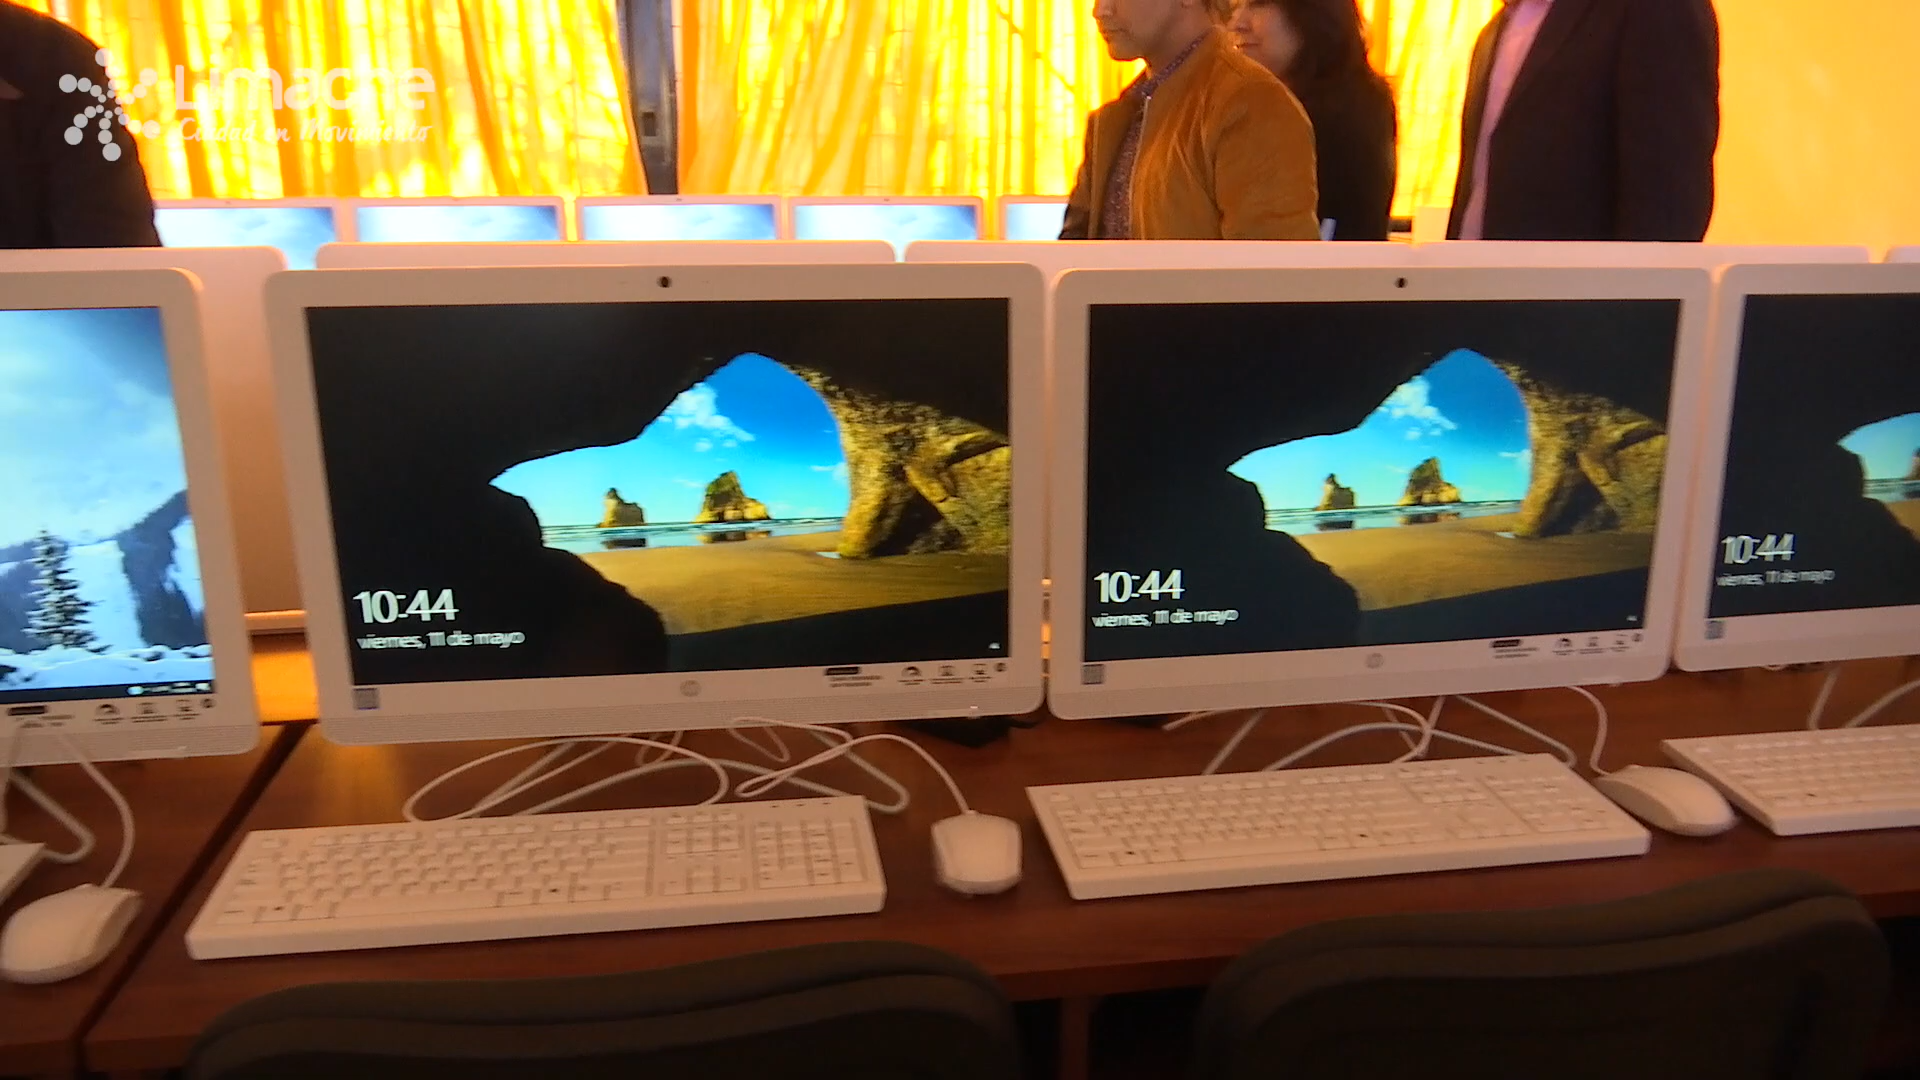 Limache
Ciudad en Movimiento
10:44
viernes, 11 de mayo
10:44
viernes, 11 de mayo
10:44
viernes, 11 de mayo